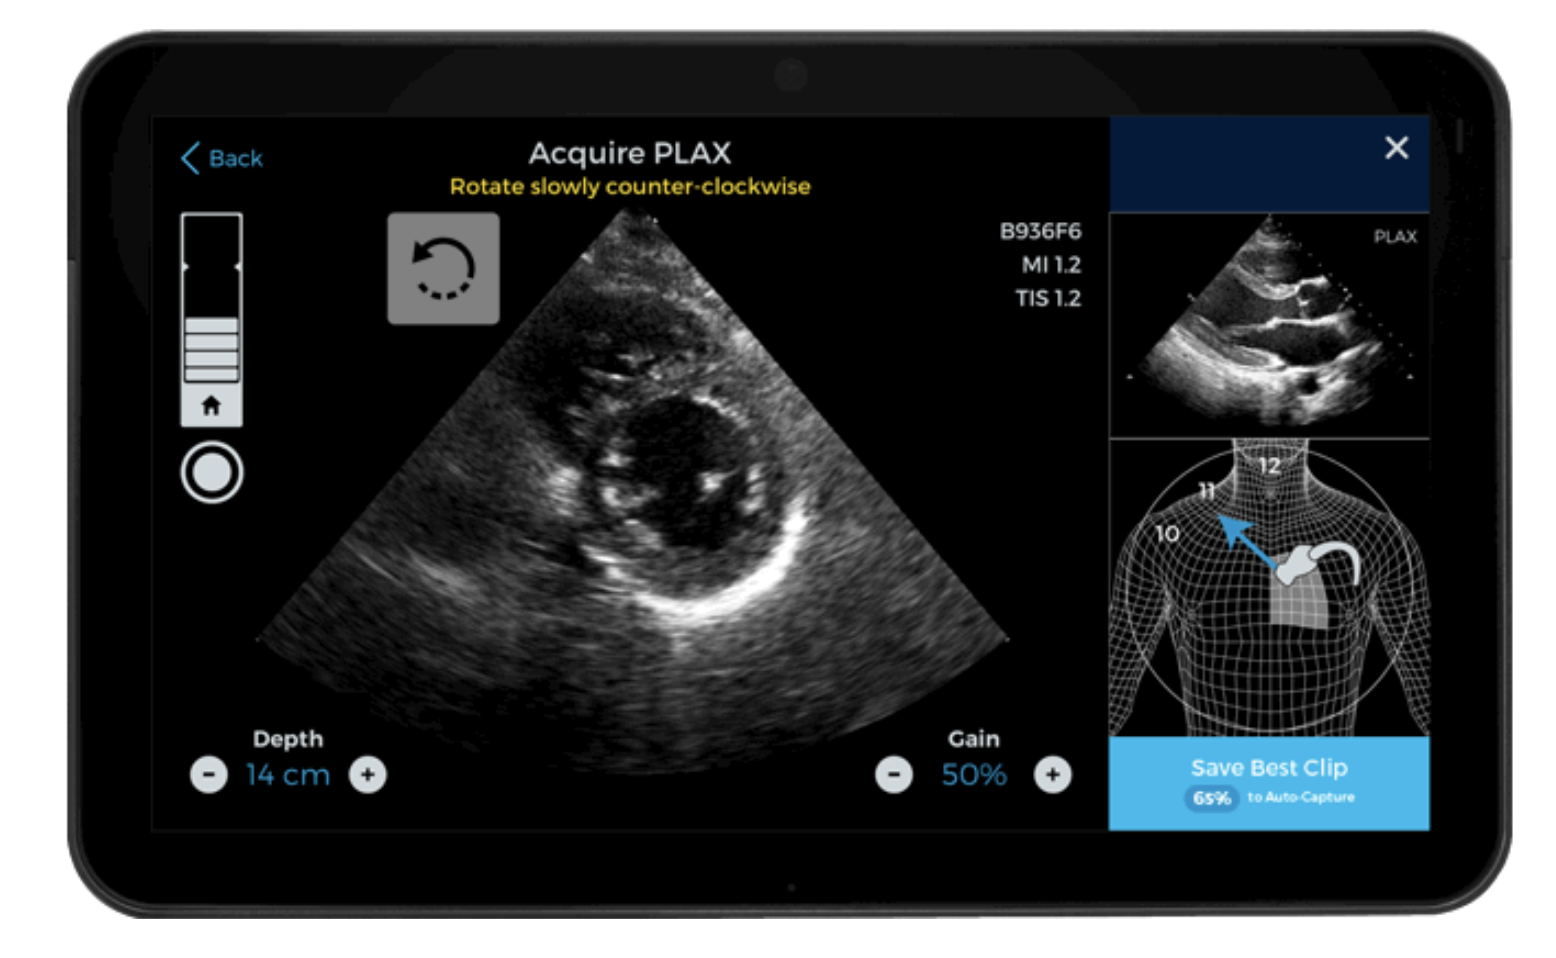 Back
Acquire PLAX
Rotate slowly counter-clockwise
B936F6
MI 1.2
TIS 1.2
PLAX
12
11
10
Depth
- 14 cm +
Gain
- 50% +
Save Best Clip
65% to Auto-Capture